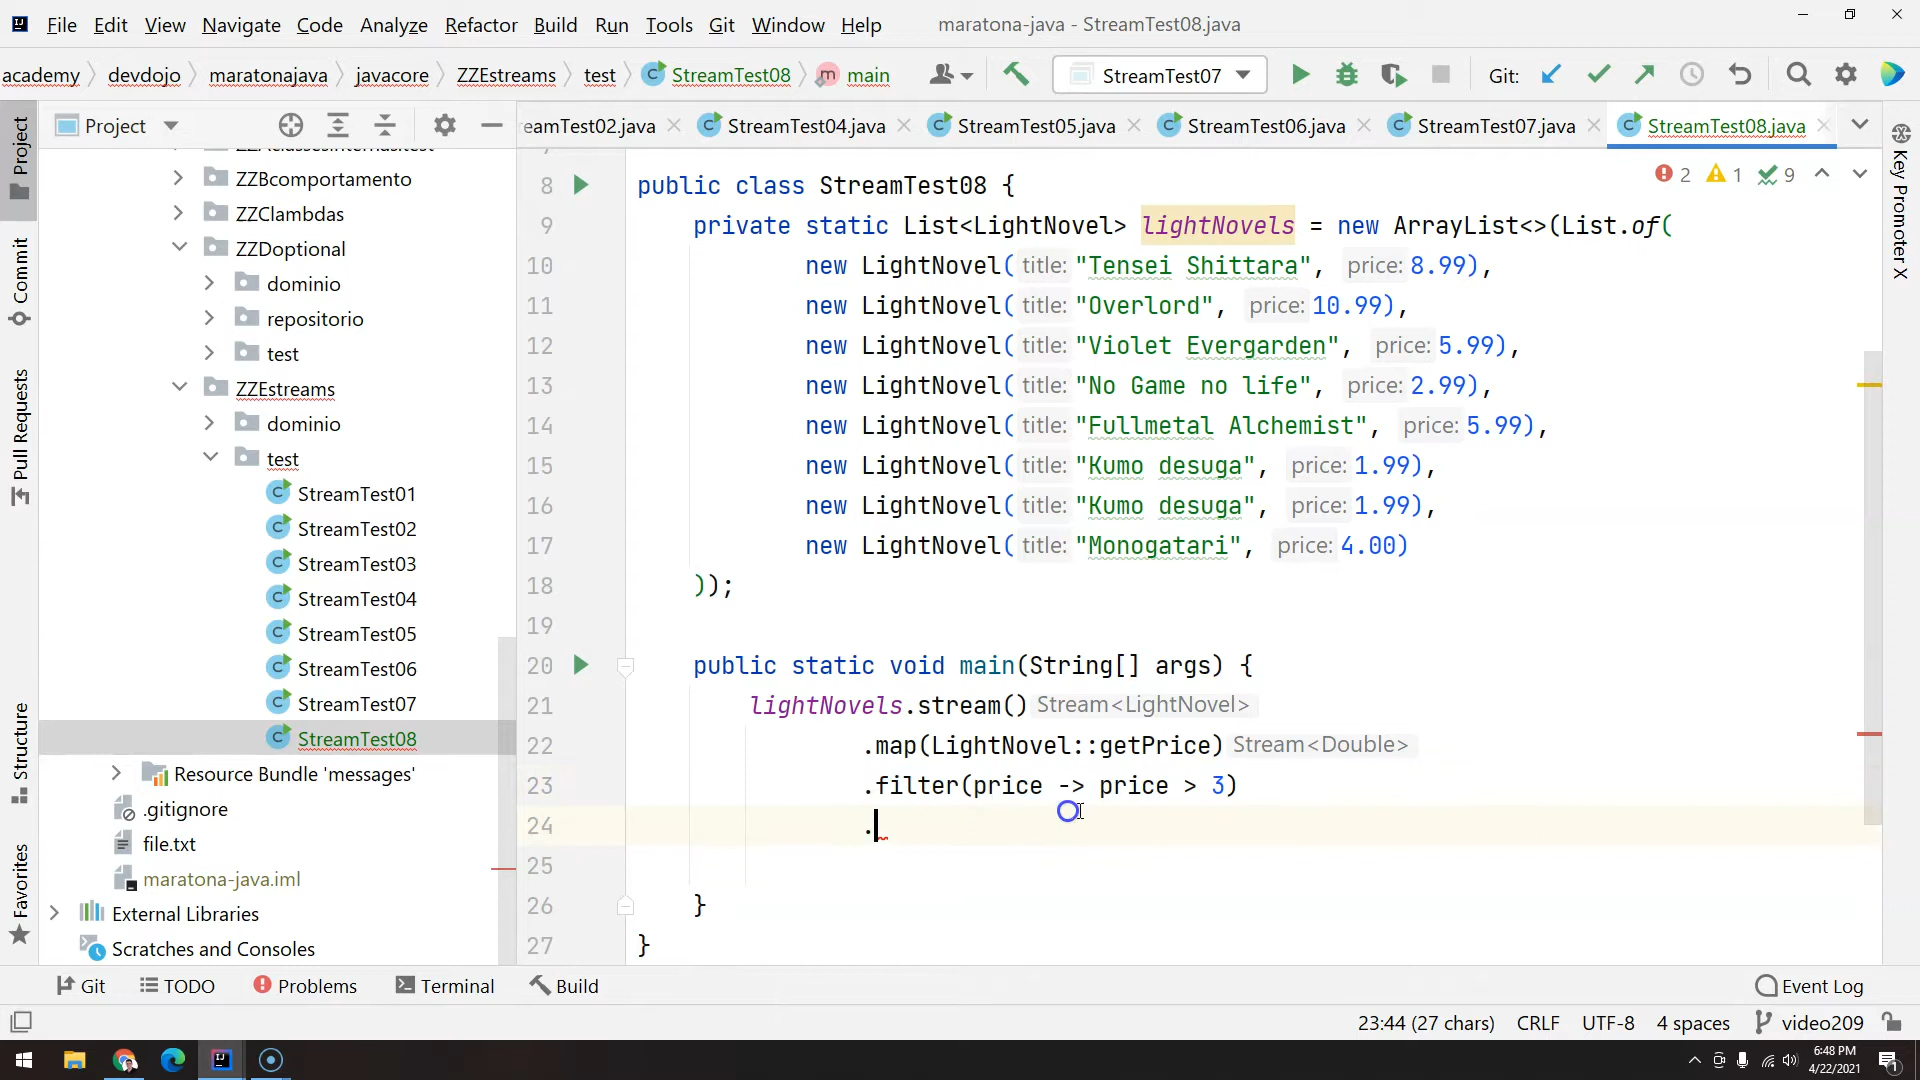 File Edit View Navigate Code Analyze Refactor Build Run Tools Git Window Help maratona-java - StreamTest08.java
academy devdojo maratonajava javacore ZZEstreams test StreamTest08 main StreamTest07 Git:
Project
eamTest02.java StreamTest04.java StreamTest05.java StreamTest06.java StreamTest07.java StreamTest08.java
2 1 9
Project
Commit
Pull Requests
Structure
Favorites
Key Promoter X
ZZBcomportamento
ZZClambdas
ZZDoptional
dominio
repositorio
test
ZZEstreams
dominio
test
StreamTest01
StreamTest02
StreamTest03
StreamTest04
StreamTest05
StreamTest06
StreamTest07
StreamTest08
Resource Bundle 'messages'
.gitignore
file.txt
maratona-java.iml
External Libraries
Scratches and Consoles
8 public class StreamTest08 {
9 private static List<LightNovel> lightNovels = new ArrayList<>(List.of(
10 new LightNovel( title: "Tensei Shittara", price: 8.99),
11 new LightNovel( title: "Overlord", price: 10.99),
12 new LightNovel( title: "Violet Evergarden", price: 5.99),
13 new LightNovel( title: "No Game no life", price: 2.99),
14 new LightNovel( title: "Fullmetal Alchemist", price: 5.99),
15 new LightNovel( title: "Kumo desuga", price: 1.99),
16 new LightNovel( title: "Kumo desuga", price: 1.99),
17 new LightNovel( title: "Monogatari", price: 4.00)
18 ));
19
20 public static void main(String[] args) {
21 lightNovels.stream() Stream<LightNovel>
22 .map(LightNovel::getPrice) Stream<Double>
23 .filter(price -> price > 3)
24 .
25
26 }
27 }
Git TODO Problems Terminal Build Event Log
23:44 (27 chars) CRLF UTF-8 4 spaces video209
6:48 PM
4/22/2021
1